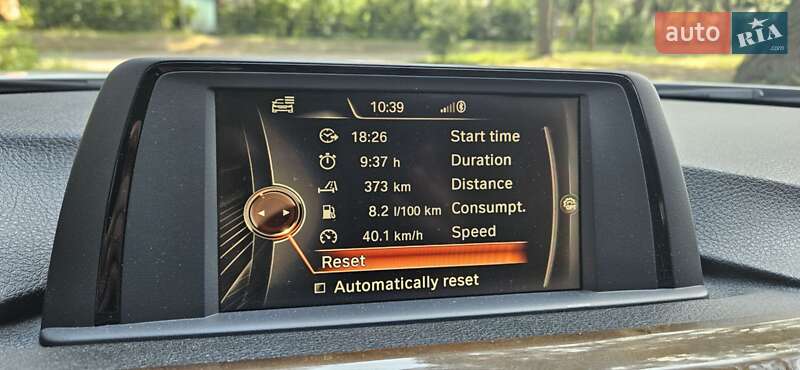 auto RIA
10:39
18:26 Start time
9:37 h Duration
373 km Distance
8.2 l/100 km Consumpt.
40.1 km/h Speed
Reset
Automatically reset